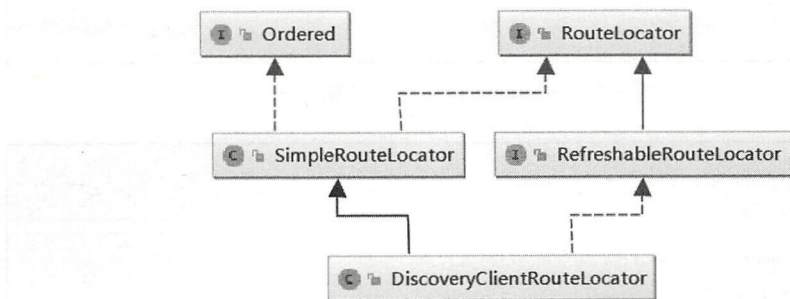 I Ordered
I RouteLocator
C SimpleRouteLocator
I RefreshableRouteLocator
C DiscoveryClientRouteLocator